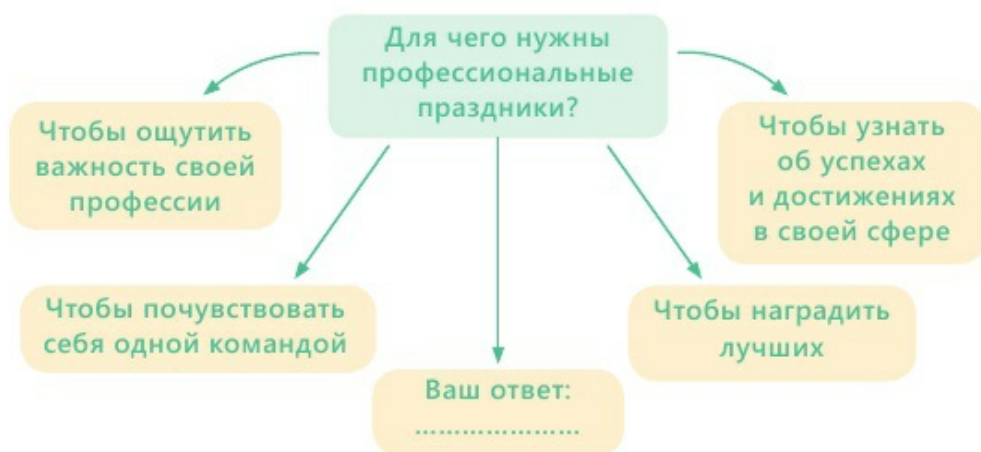 Для чего нужны
профессиональные
праздники?
Чтобы ощутить
важность своей
профессии
Чтобы узнать
об успехах
и достижениях
в своей сфере
Чтобы почувствовать
себя одной командой
Чтобы наградить
лучших
Ваш ответ:
.....................